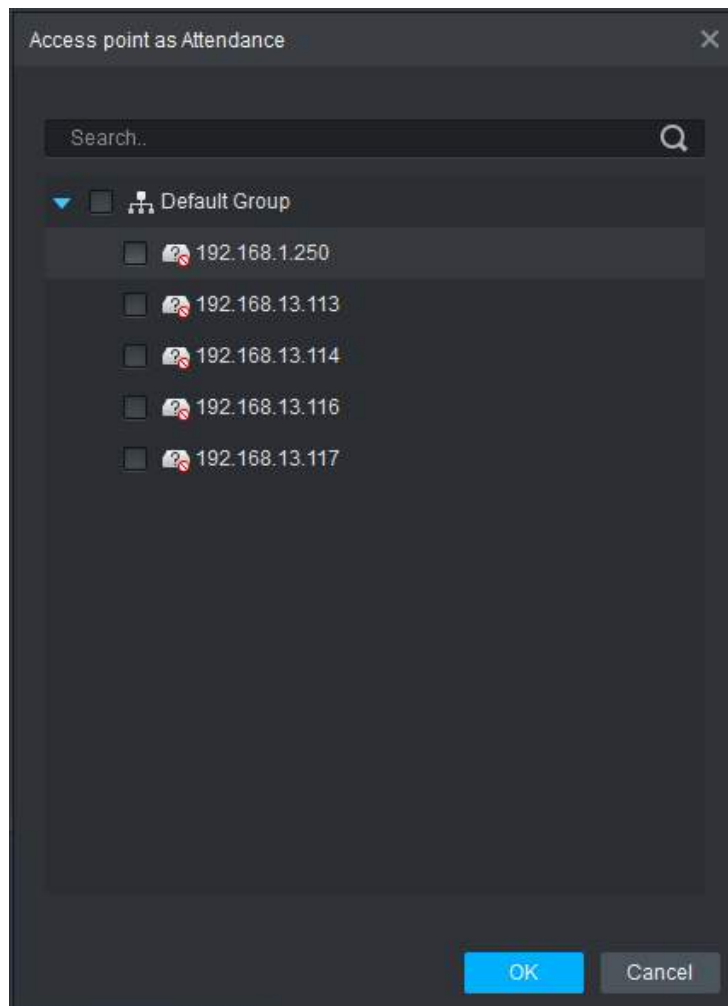 Access point as Attendance
Search..
Default Group
192.168.1.250
192.168.13.113
192.168.13.114
192.168.13.116
192.168.13.117
OK Cancel